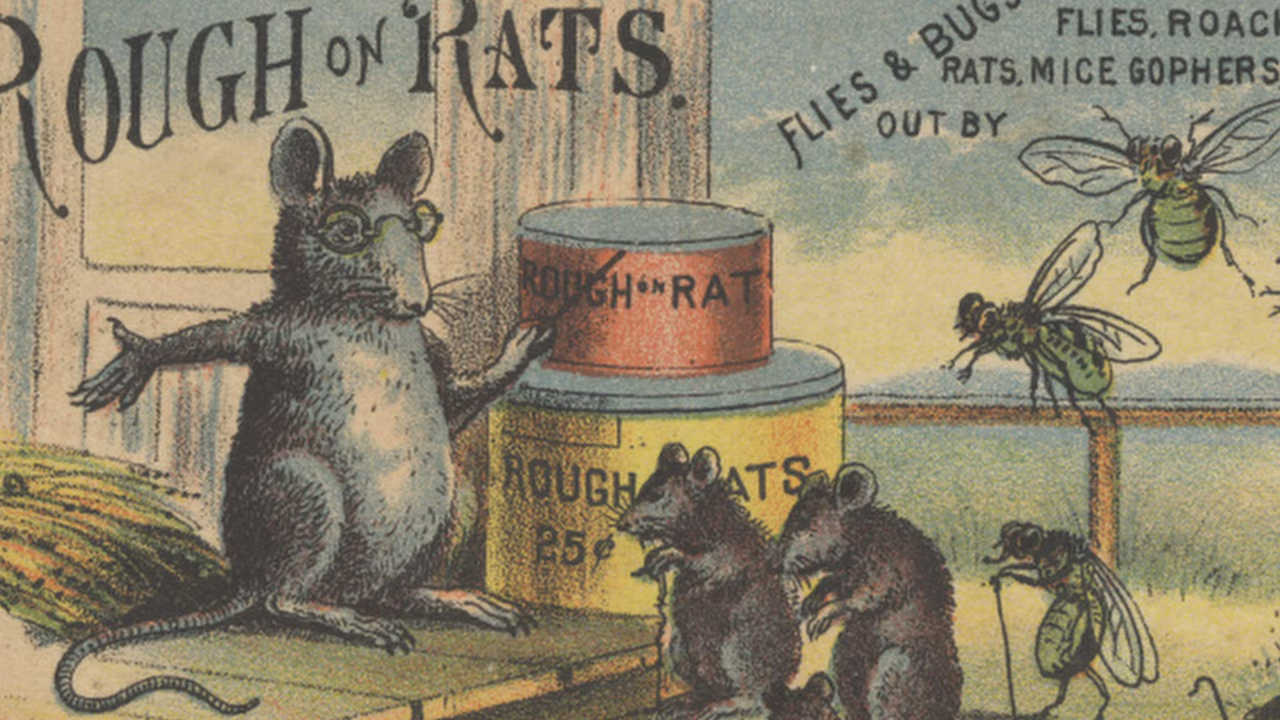 ROUGH ON RATS.
FLIES & BUGS
FLIES, ROAC
RATS, MICE GOPHERS
OUT BY
ROUGH ON RAT
ROUGH ATS
25¢